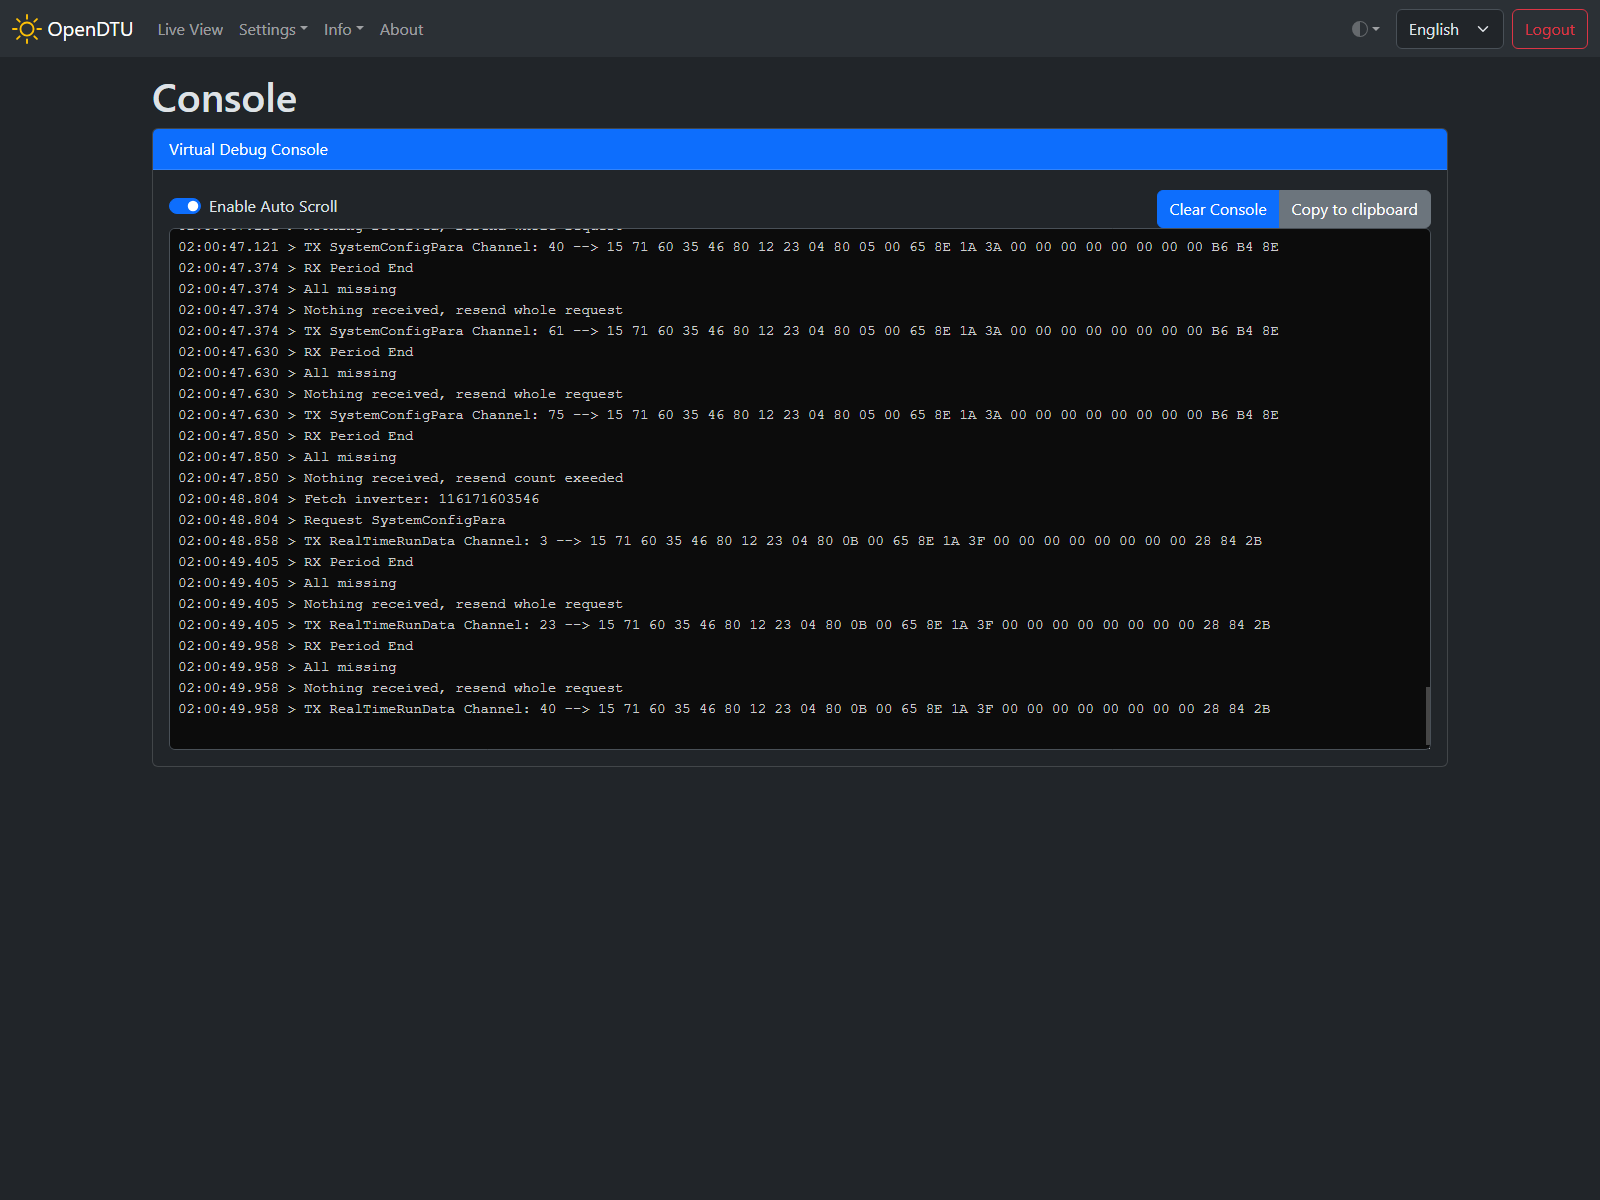 OpenDTU Live View Settings Info About English Logout
Console
Virtual Debug Console
Enable Auto Scroll Clear Console Copy to clipboard
02:00:47.121 > TX SystemConfigPara Channel: 40 --> 15 71 60 35 46 80 12 23 04 80 05 00 65 8E 1A 3A 00 00 00 00 00 00 00 00 B6 B4 8E
02:00:47.374 > RX Period End
02:00:47.374 > All missing
02:00:47.374 > Nothing received, resend whole request
02:00:47.374 > TX SystemConfigPara Channel: 61 --> 15 71 60 35 46 80 12 23 04 80 05 00 65 8E 1A 3A 00 00 00 00 00 00 00 00 B6 B4 8E
02:00:47.630 > RX Period End
02:00:47.630 > All missing
02:00:47.630 > Nothing received, resend whole request
02:00:47.630 > TX SystemConfigPara Channel: 75 --> 15 71 60 35 46 80 12 23 04 80 05 00 65 8E 1A 3A 00 00 00 00 00 00 00 00 B6 B4 8E
02:00:47.850 > RX Period End
02:00:47.850 > All missing
02:00:47.850 > Nothing received, resend count exeeded
02:00:48.804 > Fetch inverter: 116171603546
02:00:48.804 > Request SystemConfigPara
02:00:48.858 > TX RealTimeRunData Channel: 3 --> 15 71 60 35 46 80 12 23 04 80 0B 00 65 8E 1A 3F 00 00 00 00 00 00 00 00 28 84 2B
02:00:49.405 > RX Period End
02:00:49.405 > All missing
02:00:49.405 > Nothing received, resend whole request
02:00:49.405 > TX RealTimeRunData Channel: 23 --> 15 71 60 35 46 80 12 23 04 80 0B 00 65 8E 1A 3F 00 00 00 00 00 00 00 00 28 84 2B
02:00:49.958 > RX Period End
02:00:49.958 > All missing
02:00:49.958 > Nothing received, resend whole request
02:00:49.958 > TX RealTimeRunData Channel: 40 --> 15 71 60 35 46 80 12 23 04 80 0B 00 65 8E 1A 3F 00 00 00 00 00 00 00 00 28 84 2B